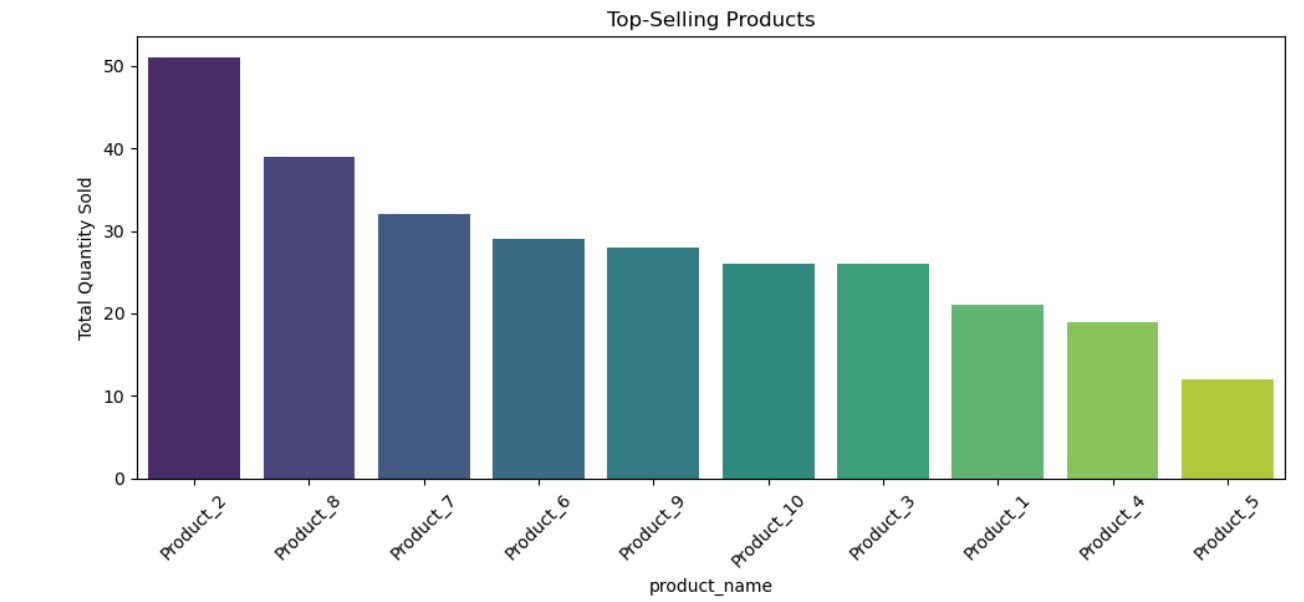 Top-Selling Products
Total Quantity Sold
50
40
30
20
10
0
Product_2
Product_8
Product_7
Product_6
Product_9
Product_10
Product_3
Product_1
Product_4
Product_5
product_name